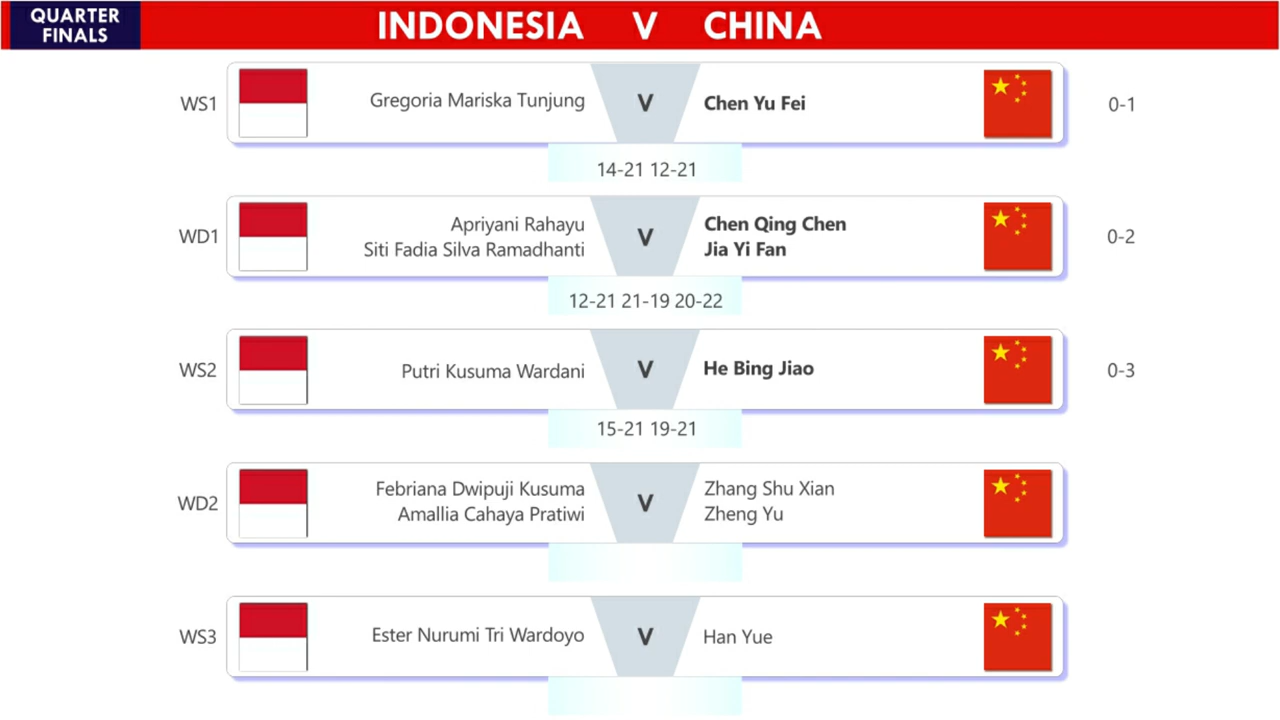 QUARTER
FINALS
INDONESIA V CHINA
WS1 Gregoria Mariska Tunjung V Chen Yu Fei 0-1
14-21 12-21
WD1 Apriyani Rahayu
Siti Fadia Silva Ramadhanti V Chen Qing Chen
Jia Yi Fan 0-2
12-21 21-19 20-22
WS2 Putri Kusuma Wardani V He Bing Jiao 0-3
15-21 19-21
WD2 Febriana Dwipuji Kusuma
Amallia Cahaya Pratiwi V Zhang Shu Xian
Zheng Yu
WS3 Ester Nurumi Tri Wardoyo V Han Yue